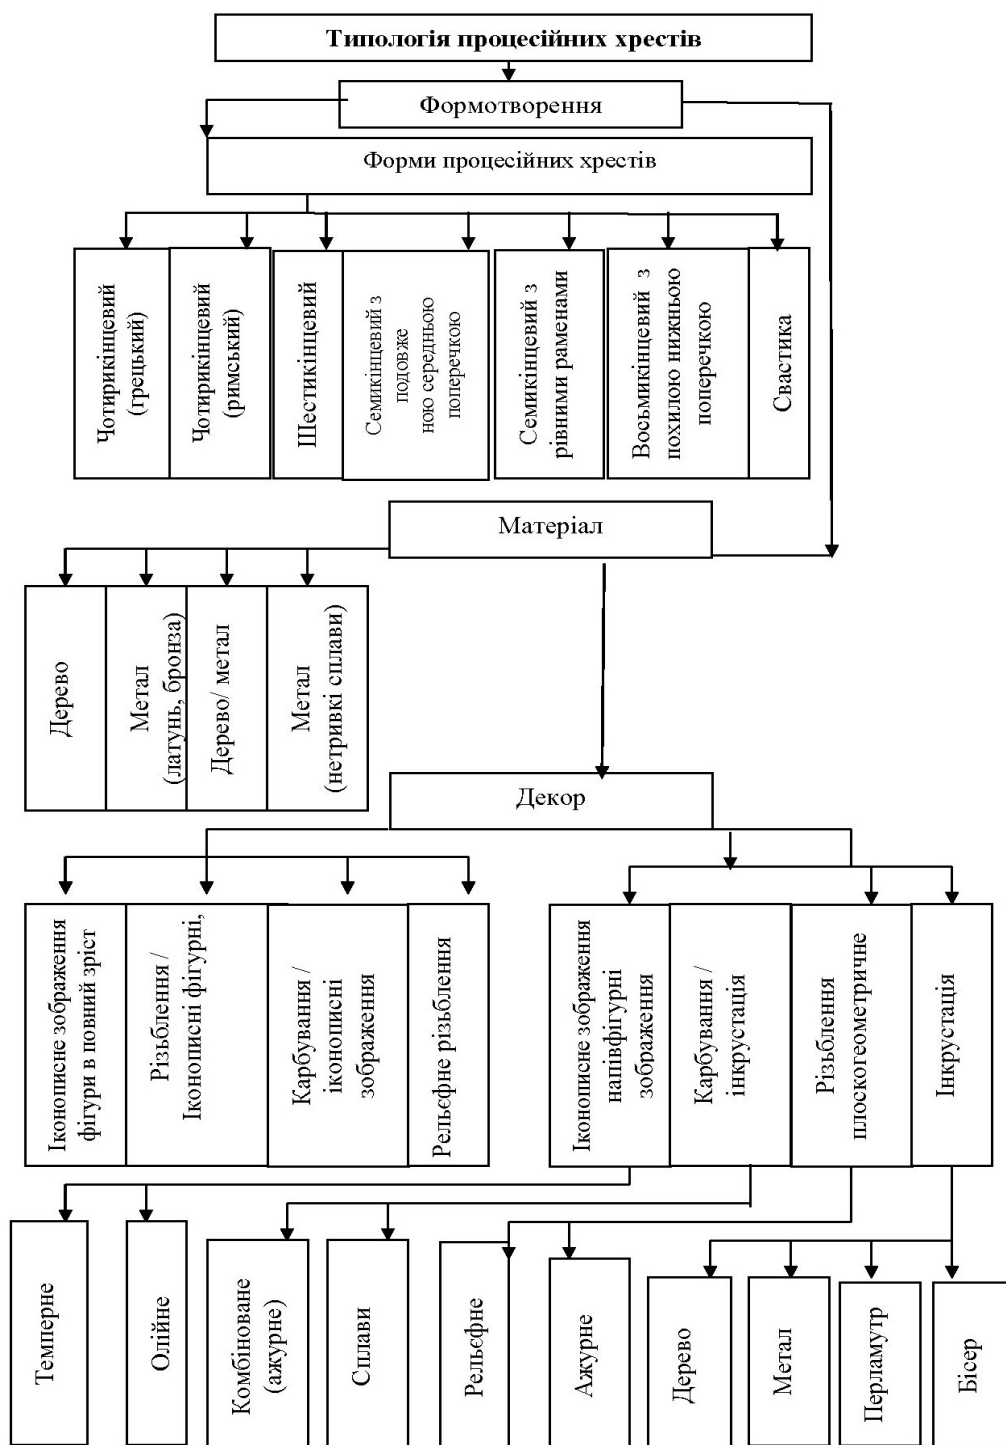 Типологія процесійних хрестів
Формотворення
Форми процесійних хрестів
Чотирикінцевий
(грецький)
Чотирикінцевий
(римський)
Шестикінцевий
Семикінцевий з
подовже
ною середньою
поперечкою
Семикінцевий з
рівними раменами
Восьмикінцевий з
похилою нижньою
поперечкою
Свастика
Матеріал
Дерево
Метал
(латунь, бронза)
Дерево/ метал
Метал
(нетривкі сплави)
Декор
Іконописне зображення
фігури в повний зріст
Різьблення /
Іконописні фігурні,
Карбування /
іконописні
зображення
Рельєфне різьблення
Іконописне зображення
напівфігурні
зображення
Карбування /
інкрустація
Різьблення
плоскогеометричне
Інкрустація
Темперне
Олійне
Комбіноване
(ажурне)
Сплави
Рельєфне
Ажурне
Дерево
Метал
Перламутр
Бісер